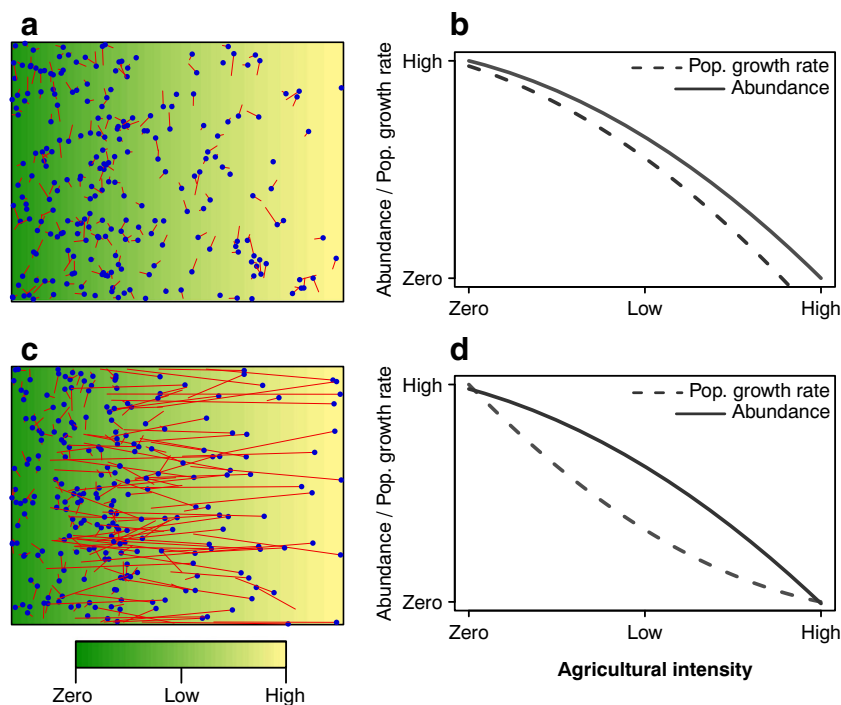 a
b
High
Zero
Abundance / Pop. growth rate
Pop. growth rate
Abundance
Zero
Low
High
c
d
High
Zero
Abundance / Pop. growth rate
Pop. growth rate
Abundance
Zero
Low
High
Agricultural intensity
Zero
Low
High